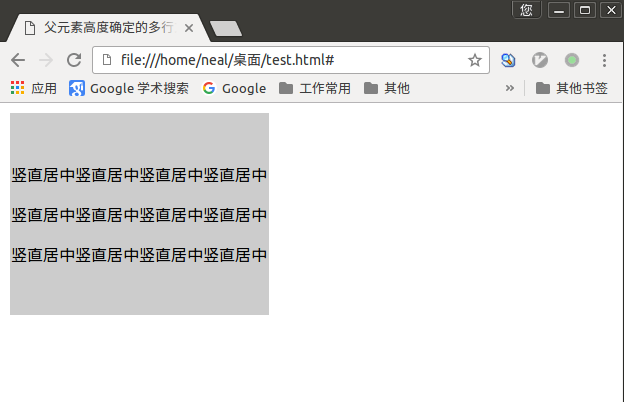 您
父元素高度确定的多行
file:///home/neal/桌面/test.html#
应用 Google 学术搜索 Google 工作常用 其他 » 其他书签
竖直居中竖直居中竖直居中竖直居中
竖直居中竖直居中竖直居中竖直居中
竖直居中竖直居中竖直居中竖直居中